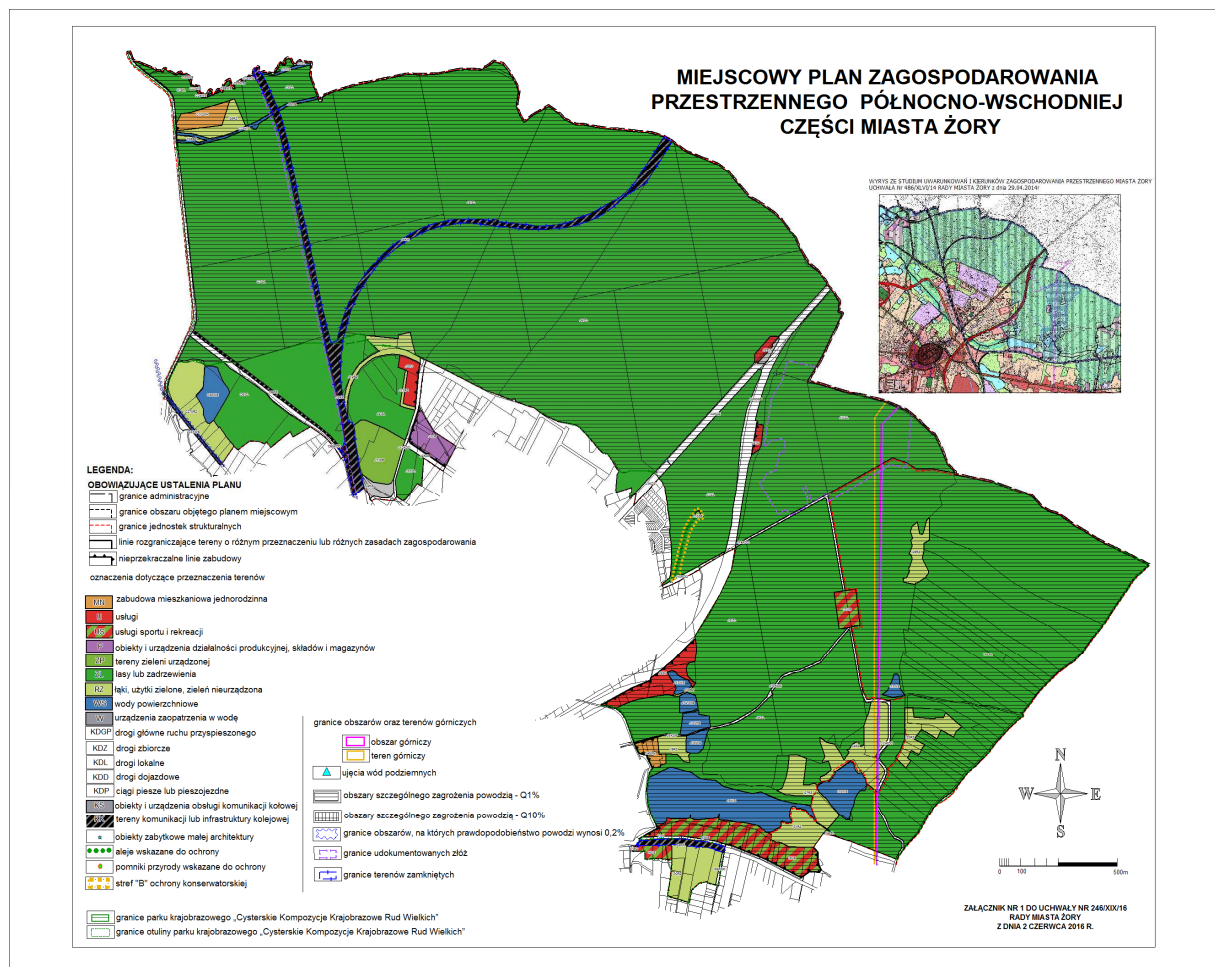 MIEJSCOWY PLAN ZAGOSPODAROWANIA
PRZESTRZENNEGO PÓŁNOCNO-WSCHODNIEJ
CZĘŚCI MIASTA ŻORY
WYRYS ZE STUDIUM UWARUNKOWAŃ I KIERUNKÓW ZAGOSPODAROWANIA PRZESTRZENNEGO MIASTA ŻORY
UCHWAŁA Nr 486/XLVI/14 RADY MIASTA ŻORY z dnia 29.04.2014r
LEGENDA:
OBOWIĄZUJĄCE USTALENIA PLANU
granice administracyjne
granice obszaru objętego planem miejscowym
granice jednostek strukturalnych
linie rozgraniczające tereny o różnym przeznaczeniu lub różnych zasadach zagospodarowania
nieprzekraczalne linie zabudowy
oznaczenia dotyczące przeznaczenia terenów
MN zabudowa mieszkaniowa jednorodzinna
U usługi
US usługi sportu i rekreacji
P obiekty i urządzenia działalności produkcyjnej, składów i magazynów
ZP tereny zieleni urządzonej
ZL lasy lub zadrzewienia
RZ łąki, użytki zielone, zieleń nieurządzona
WS wody powierzchniowe
W urządzenia zaopatrzenia w wodę
KDGP drogi główne ruchu przyspieszonego
KDZ drogi zbiorcze
KDL drogi lokalne
KDD drogi dojazdowe
KDP ciągi piesze lub pieszojezdne
KS obiekty i urządzenia obsługi komunikacji kołowej
KK tereny komunikacji lub infrastruktury kolejowej
obiekty zabytkowe małej architektury
aleje wskazane do ochrony
pomniki przyrody wskazane do ochrony
stref "B" ochrony konserwatorskiej
granice parku krajobrazowego „Cysterskie Kompozycje Krajobrazowe Rud Wielkich"
granice otuliny parku krajobrazowego „Cysterskie Kompozycje Krajobrazowe Rud Wielkich"
granice obszarów oraz terenów górniczych
obszar górniczy
teren górniczy
ujęcia wód podziemnych
obszary szczególnego zagrożenia powodzią - Q1%
obszary szczególnego zagrożenia powodzią - Q10%
granice obszarów, na których prawdopodobieństwo powodzi wynosi 0,2%
granice udokumentowanych złóż
granice terenów zamkniętych
N
W E
S
0 100 500m
ZAŁĄCZNIK NR 1 DO UCHWAŁY NR 246/XIX/16
RADY MIASTA ŻORY
Z DNIA 2 CZERWCA 2016 R.